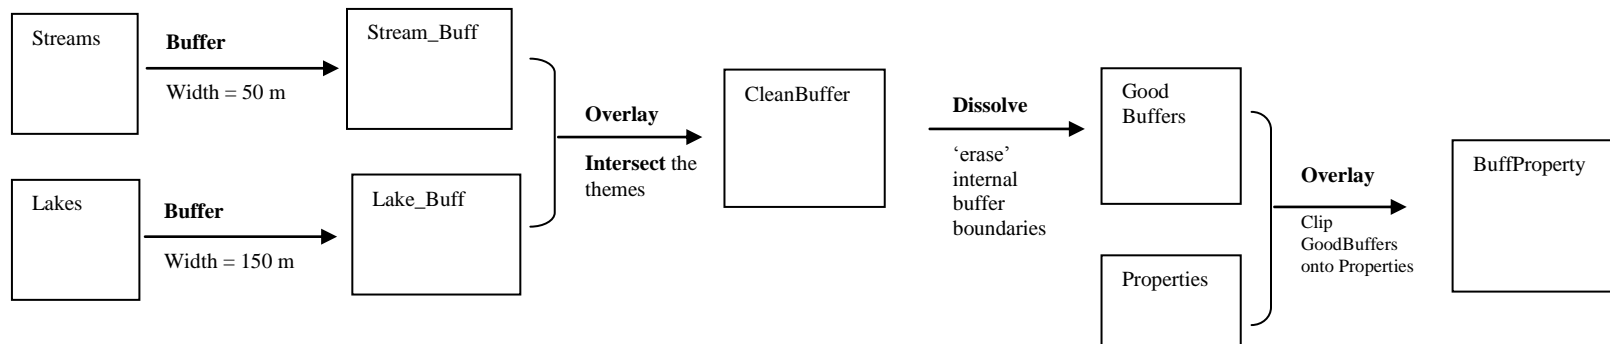 Streams
Buffer
Width = 50 m
Stream_Buff
Lakes
Buffer
Width = 150 m
Lake_Buff
Overlay
Intersect the
themes
CleanBuffer
Dissolve
‘erase’
internal
buffer
boundaries
Good
Buffers
Properties
Overlay
Clip
GoodBuffers
onto Properties
BuffProperty